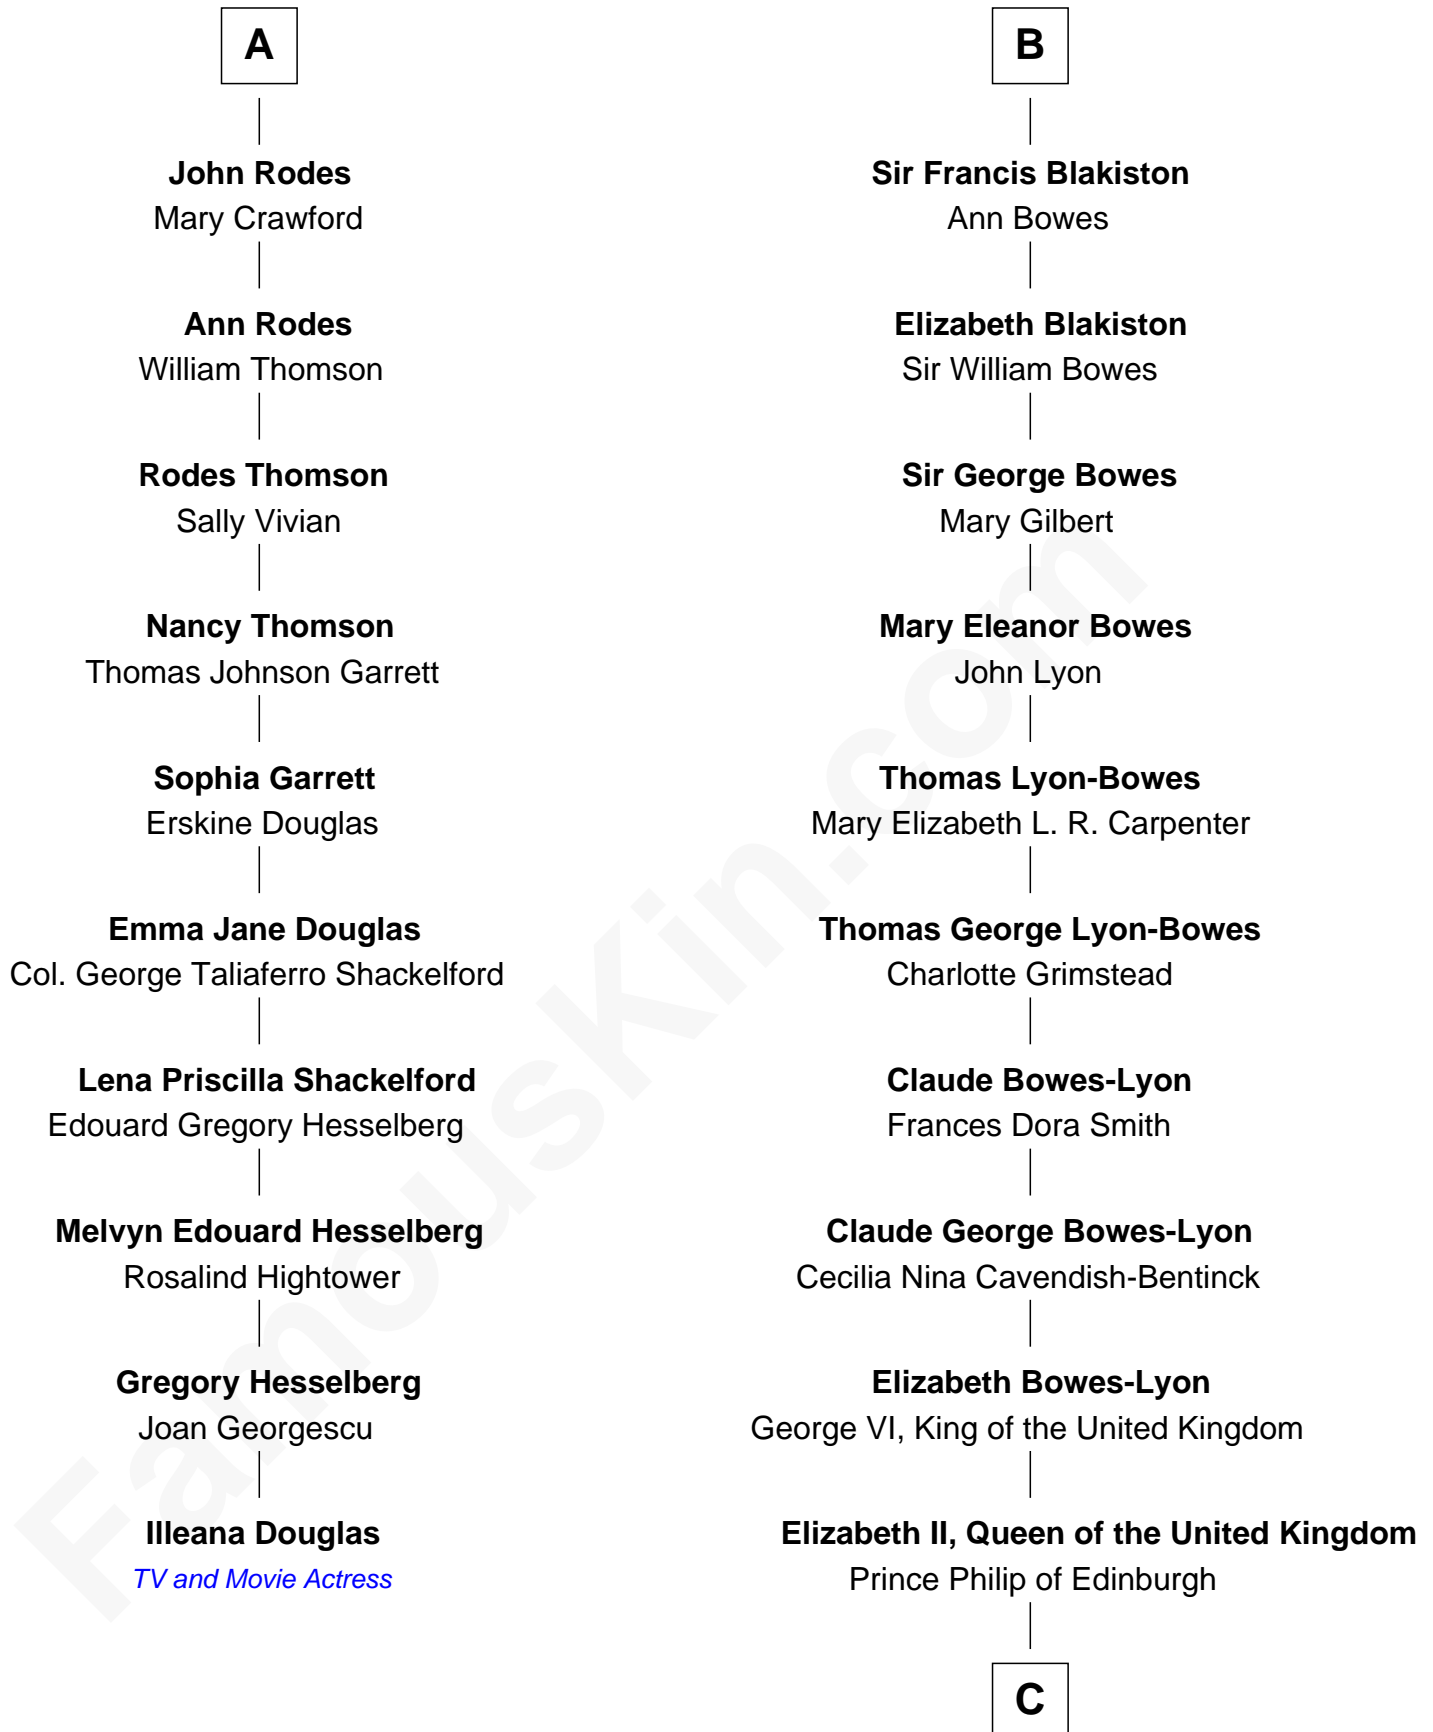 A
John Rodes
Mary Crawford
Ann Rodes
William Thomson
Rodes Thomson
Sally Vivian
Nancy Thomson
Thomas Johnson Garrett
Sophia Garrett
Erskine Douglas
Emma Jane Douglas
Col. George Taliaferro Shackelford
Lena Priscilla Shackelford
Edouard Gregory Hesselberg
Melvyn Edouard Hesselberg
Rosalind Hightower
Gregory Hesselberg
Joan Georgescu
Illeana Douglas
TV and Movie Actress
B
Sir Francis Blakiston
Ann Bowes
Elizabeth Blakiston
Sir William Bowes
Sir George Bowes
Mary Gilbert
Mary Eleanor Bowes
John Lyon
Thomas Lyon-Bowes
Mary Elizabeth L. R. Carpenter
Thomas George Lyon-Bowes
Charlotte Grimstead
Claude Bowes-Lyon
Frances Dora Smith
Claude George Bowes-Lyon
Cecilia Nina Cavendish-Bentinck
Elizabeth Bowes-Lyon
George VI, King of the United Kingdom
Elizabeth II, Queen of the United Kingdom
Prince Philip of Edinburgh
C
FamousKin.com